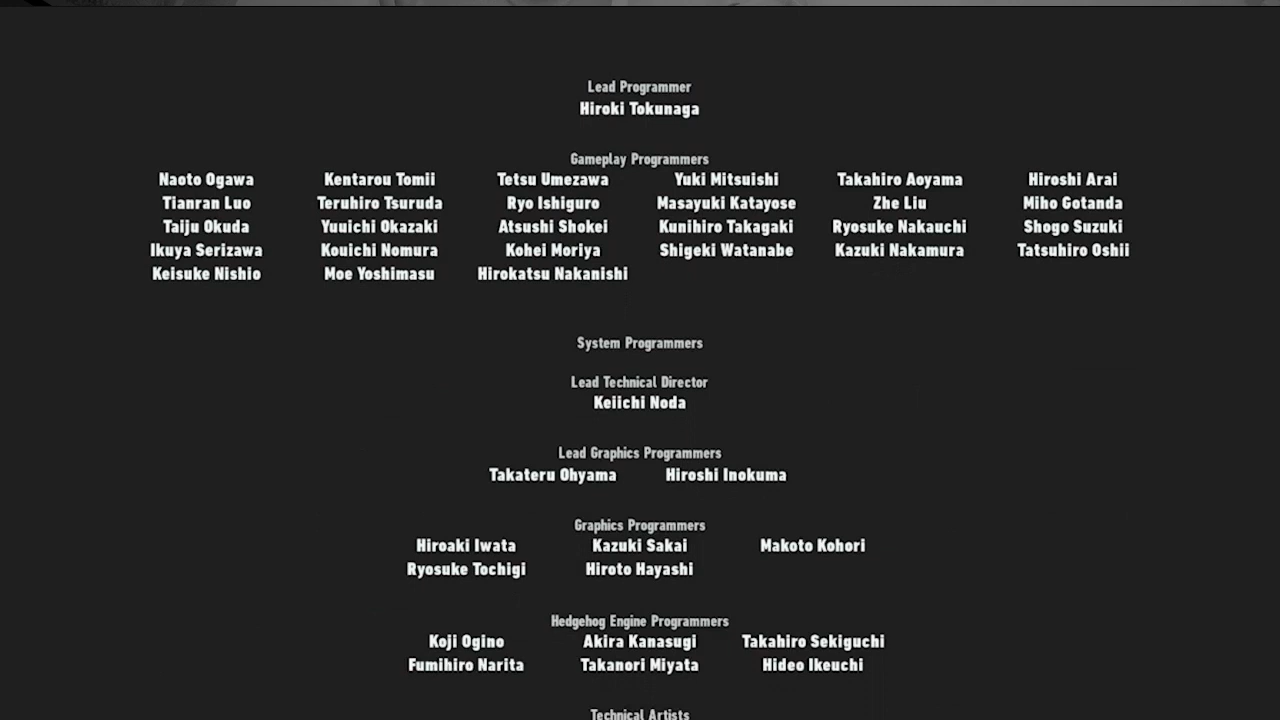 Lead Programmer
Hiroki Tokunaga
Gameplay Programmers
Naoto Ogawa Kentarou Tomii Tetsu Umezawa Yuki Mitsuishi Takahiro Aoyama Hiroshi Arai
Tianran Luo Teruhiro Tsuruda Ryo Ishiguro Masayuki Katayose Zhe Liu Miho Gotanda
Taiju Okuda Yuuichi Okazaki Atsushi Shokei Kunihiro Takagaki Ryosuke Nakauchi Shogo Suzuki
Ikuya Serizawa Kouichi Nomura Kohei Moriya Shigeki Watanabe Kazuki Nakamura Tatsuhiro Oshii
Keisuke Nishio Moe Yoshimasu Hirokatsu Nakanishi
System Programmers
Lead Technical Director
Keiichi Noda
Lead Graphics Programmers
Takateru Ohyama Hiroshi Inokuma
Graphics Programmers
Hiroaki Iwata Kazuki Sakai Makoto Kohori
Ryosuke Tochigi Hiroto Hayashi
Hedgehog Engine Programmers
Koji Ogino Akira Kanasugi Takahiro Sekiguchi
Fumihiro Narita Takanori Miyata Hideo Ikeuchi
Technical Artists